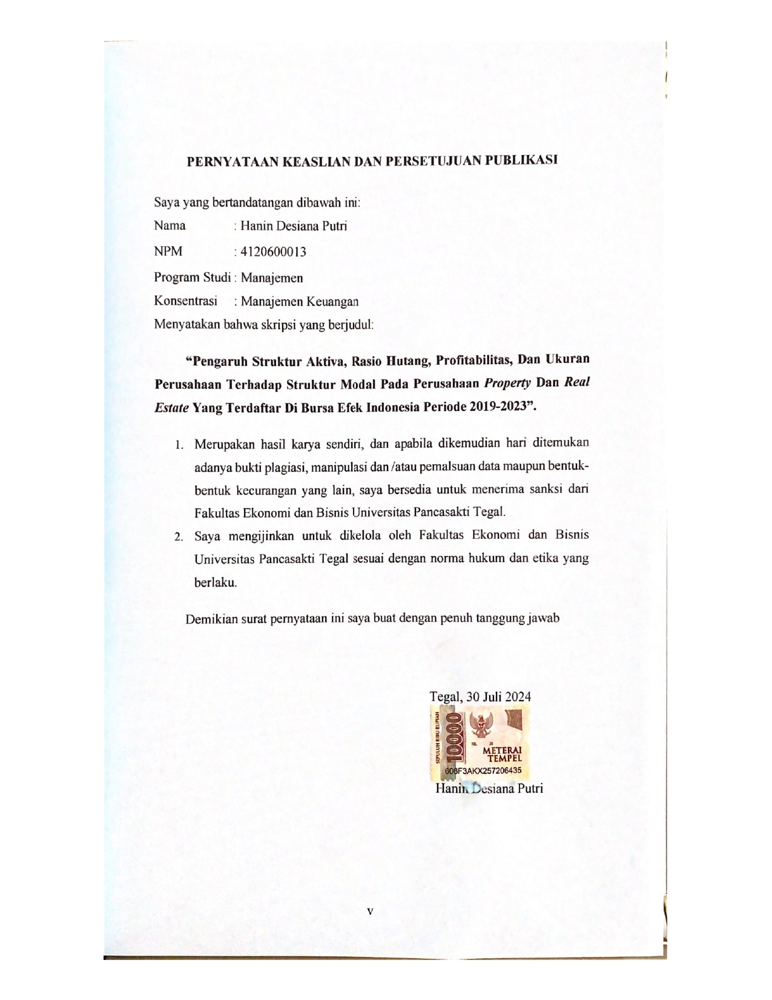 PERNYATAAN KEASLIAN DAN PERSETUJUAN PUBLIKASI
Saya yang bertandatangan dibawah ini:
Nama : Hanin Desiana Putri
NPM : 4120600013
Program Studi : Manajemen
Konsentrasi : Manajemen Keuangan
Menyatakan bahwa skripsi yang berjudul:
“Pengaruh Struktur Aktiva, Rasio Hutang, Profitabilitas, Dan Ukuran
Perusahaan Terhadap Struktur Modal Pada Perusahaan Property Dan Real
Estate Yang Terdaftar Di Bursa Efek Indonesia Periode 2019-2023”.
1. Merupakan hasil karya sendiri, dan apabila dikemudian hari ditemukan
adanya bukti plagiasi, manipulasi dan /atau pemalsuan data maupun bentuk-
bentuk kecurangan yang lain, saya bersedia untuk menerima sanksi dari
Fakultas Ekonomi dan Bisnis Universitas Pancasakti Tegal.
2. Saya mengijinkan untuk dikelola oleh Fakultas Ekonomi dan Bisnis
Universitas Pancasakti Tegal sesuai dengan norma hukum dan etika yang
berlaku.
Demikian surat pernyataan ini saya buat dengan penuh tanggung jawab
Tegal, 30 Juli 2024
SEPULUH RIBU RUPIAH
10000
METERAI
TEMPEL
608F3AKX257206435
Hanin Desiana Putri
v